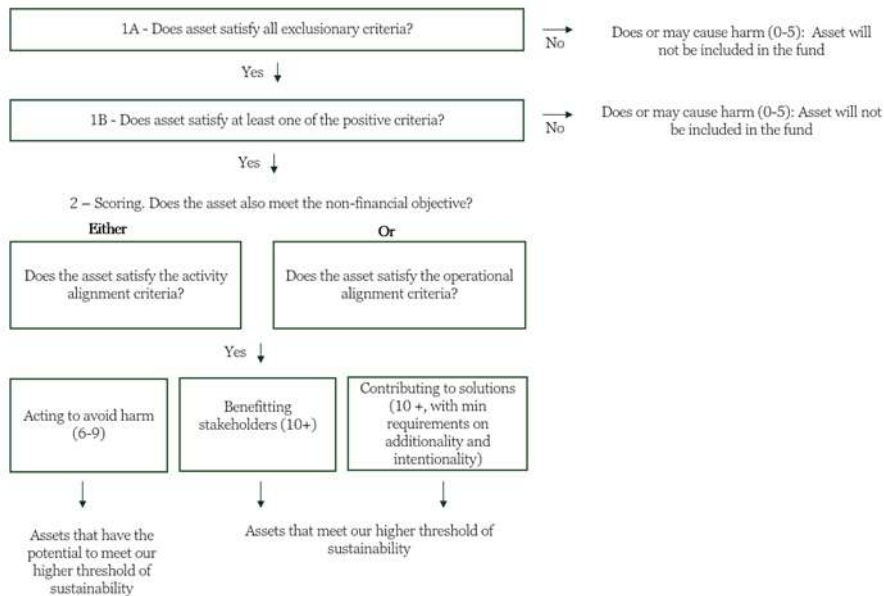 1A - Does asset satisfy all exclusionary criteria?
No
Does or may cause harm (0-5): Asset will
not be included in the fund
Yes
1B - Does asset satisfy at least one of the positive criteria?
No
Does or may cause harm (0-5): Asset will not
be included in the fund
Yes
2 – Scoring. Does the asset also meet the non-financial objective?
Either
Or
Does the asset satisfy the activity
alignment criteria?
Does the asset satisfy the operational
alignment criteria?
Yes
Acting to avoid harm
(6-9)
Benefitting
stakeholders (10+)
Contributing to solutions
(10 +, with min
requirements on
additionality and
intentionality)
Assets that have the
potential to meet our
higher threshold of
sustainability
Assets that meet our higher threshold of
sustainability